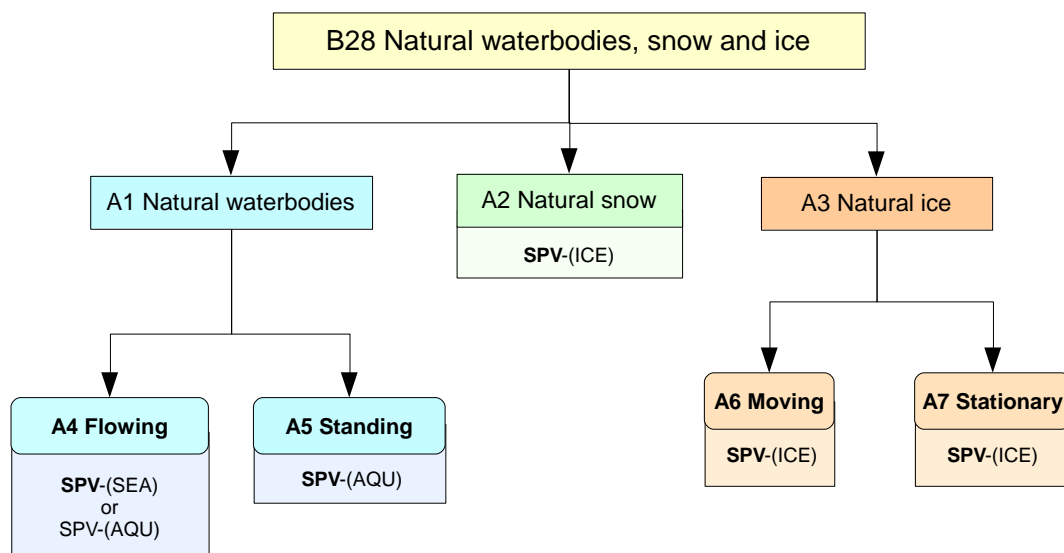 B28 Natural waterbodies, snow and ice
A1 Natural waterbodies
A2 Natural snow
SPV-(ICE)
A3 Natural ice
A4 Flowing
SPV-(SEA)
or
SPV-(AQU)
A5 Standing
SPV-(AQU)
A6 Moving
SPV-(ICE)
A7 Stationary
SPV-(ICE)